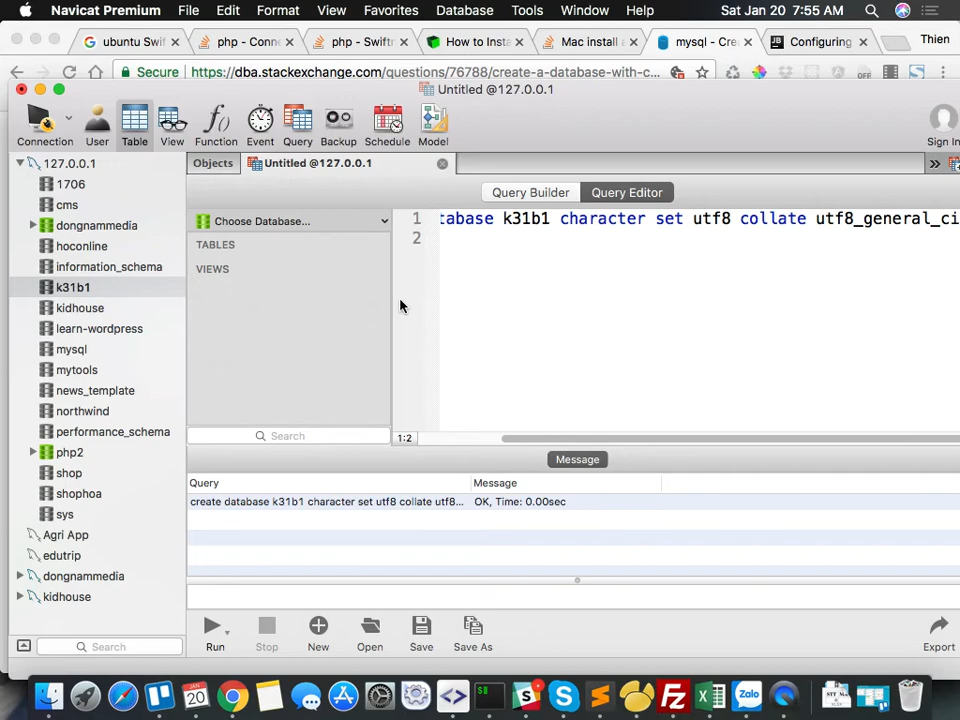 Navicat Premium File Edit Format View Favorites Database Tools Window Help Sat Jan 20 7:55 AM
ubuntu Swif php - Conne php - Swiftm How to Insta Mac install a mysql - Crea Configuring Thien
Secure https://dba.stackexchange.com/questions/76788/create-a-database-with-c...
Untitled @127.0.0.1
Connection User Table View Function Event Query Backup Schedule Model Sign In
127.0.0.1 Objects Untitled @127.0.0.1
1706
Query Builder Query Editor
cms
dongnammedia
Choose Database...
1 tabase k31b1 character set utf8 collate utf8_general_ci
2
hoconline
TABLES
information_schema
VIEWS
k31b1
kidhouse
learn-wordpress
mysql
mytools
news_template
northwind
performance_schema
Search 1:2
php2
Message
shop
shophoa
Query Message
sys
create database k31b1 character set utf8 collate utf8... OK, Time: 0.00sec
Agri App
edutrip
dongnammedia
kidhouse
Search
Run Stop New Open Save Save As Export
JAN
20
Zalo